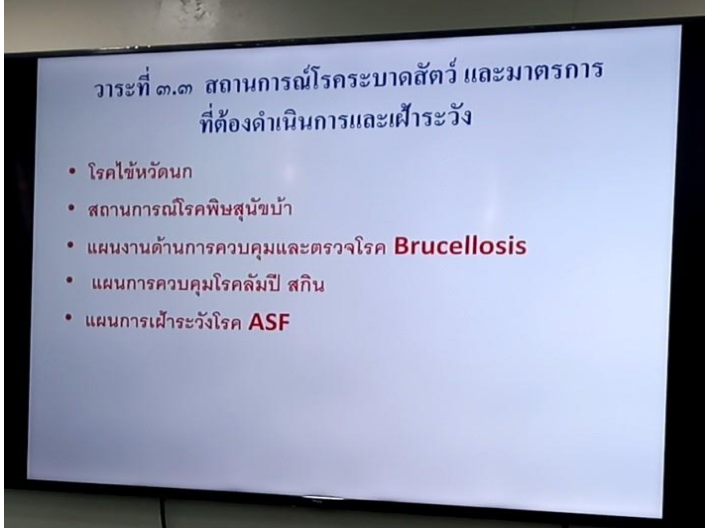 วาระที่ ๓.๓ สถานการณ์โรคระบาดสัตว์ และมาตรการ
ที่ต้องดำเนินการและเฝ้าระวัง
• โรคไข้หวัดนก
• สถานการณ์โรคพิษสุนัขบ้า
• แผนงานด้านการควบคุมและตรวจโรค Brucellosis
• แผนการควบคุมโรคลัมปี สกิน
• แผนการเฝ้าระวังโรค ASF